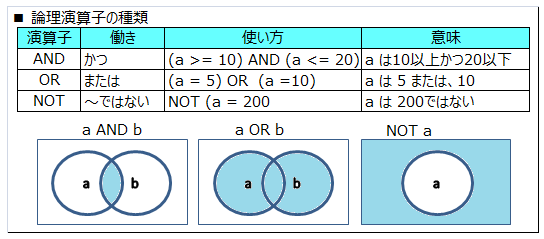 ■ 論理演算子の種類
演算子 働き 使い方 意味
AND かつ (a >= 10) AND (a <= 20) a は10以上かつ20以下
OR または (a = 5) OR (a =10) a は 5 または、10
NOT ～ではない NOT (a = 200 a は 200ではない
a AND b a OR b NOT a
a b a b a